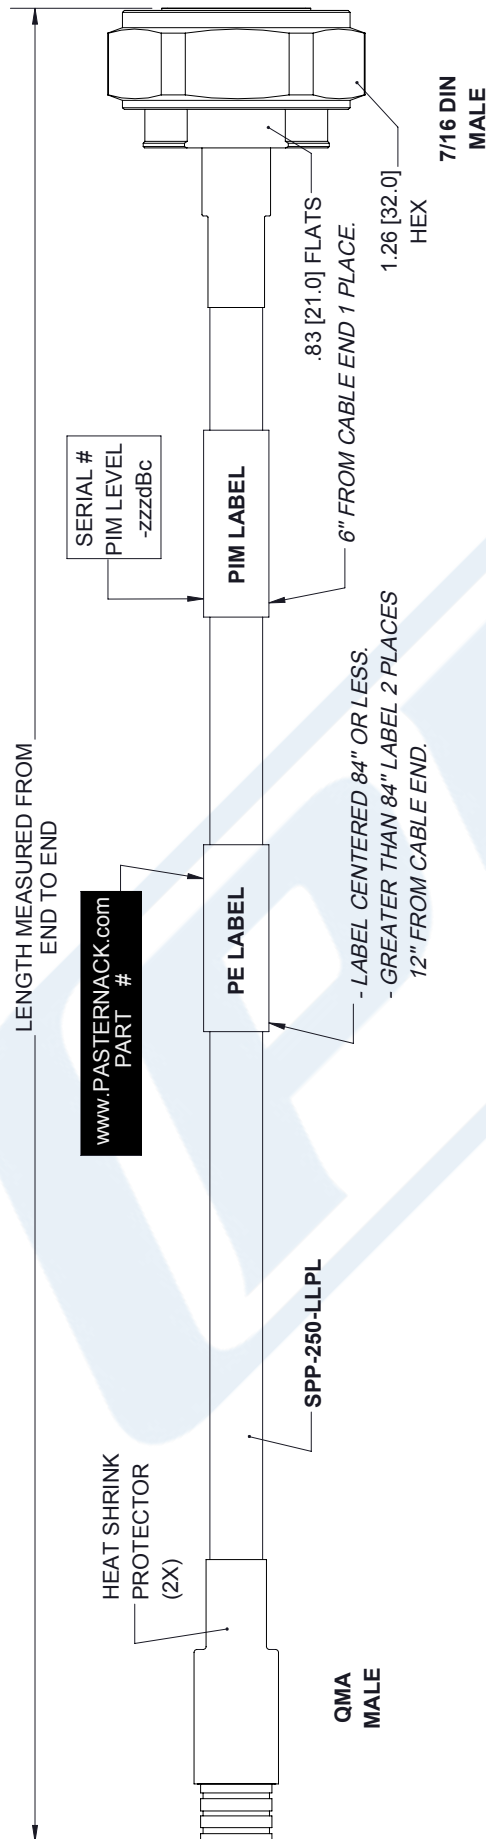 LENGTH MEASURED FROM
END TO END
HEAT SHRINK
PROTECTOR
(2X)
www.PASTERNACK.com
PART #
SERIAL #
PIM LEVEL
-zzzdBc
PE LABEL
PIM LABEL
SPP-250-LLPL
- LABEL CENTERED 84" OR LESS.
- GREATER THAN 84" LABEL 2 PLACES
12" FROM CABLE END.
6" FROM CABLE END 1 PLACE.
.83 [21.0] FLATS
1.26 [32.0]
HEX
QMA
MALE
7/16 DIN
MALE